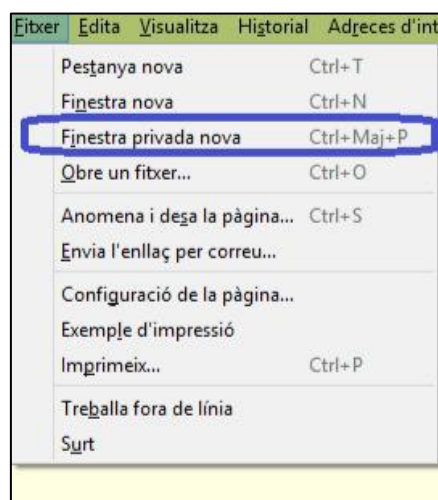 Fitxer Edita Visualitza Historial Adreces d'int
Pestanya nova Ctrl+T
Finestra nova Ctrl+N
Finestra privada nova Ctrl+Maj+P
Obre un fitxer... Ctrl+O
Anomena i desa la pàgina... Ctrl+S
Envia l'enllaç per correu...
Configuració de la pàgina...
Exemple d'impressió
Imprimeix... Ctrl+P
Treballa fora de línia
Surt